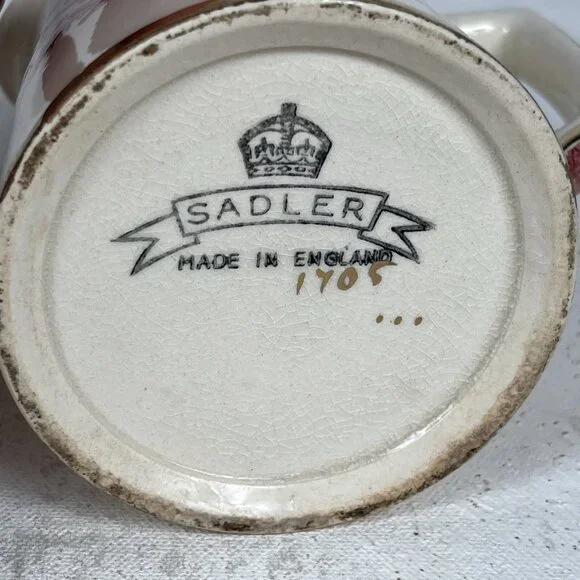 SADLER
MADE IN ENGLAND
1705
...